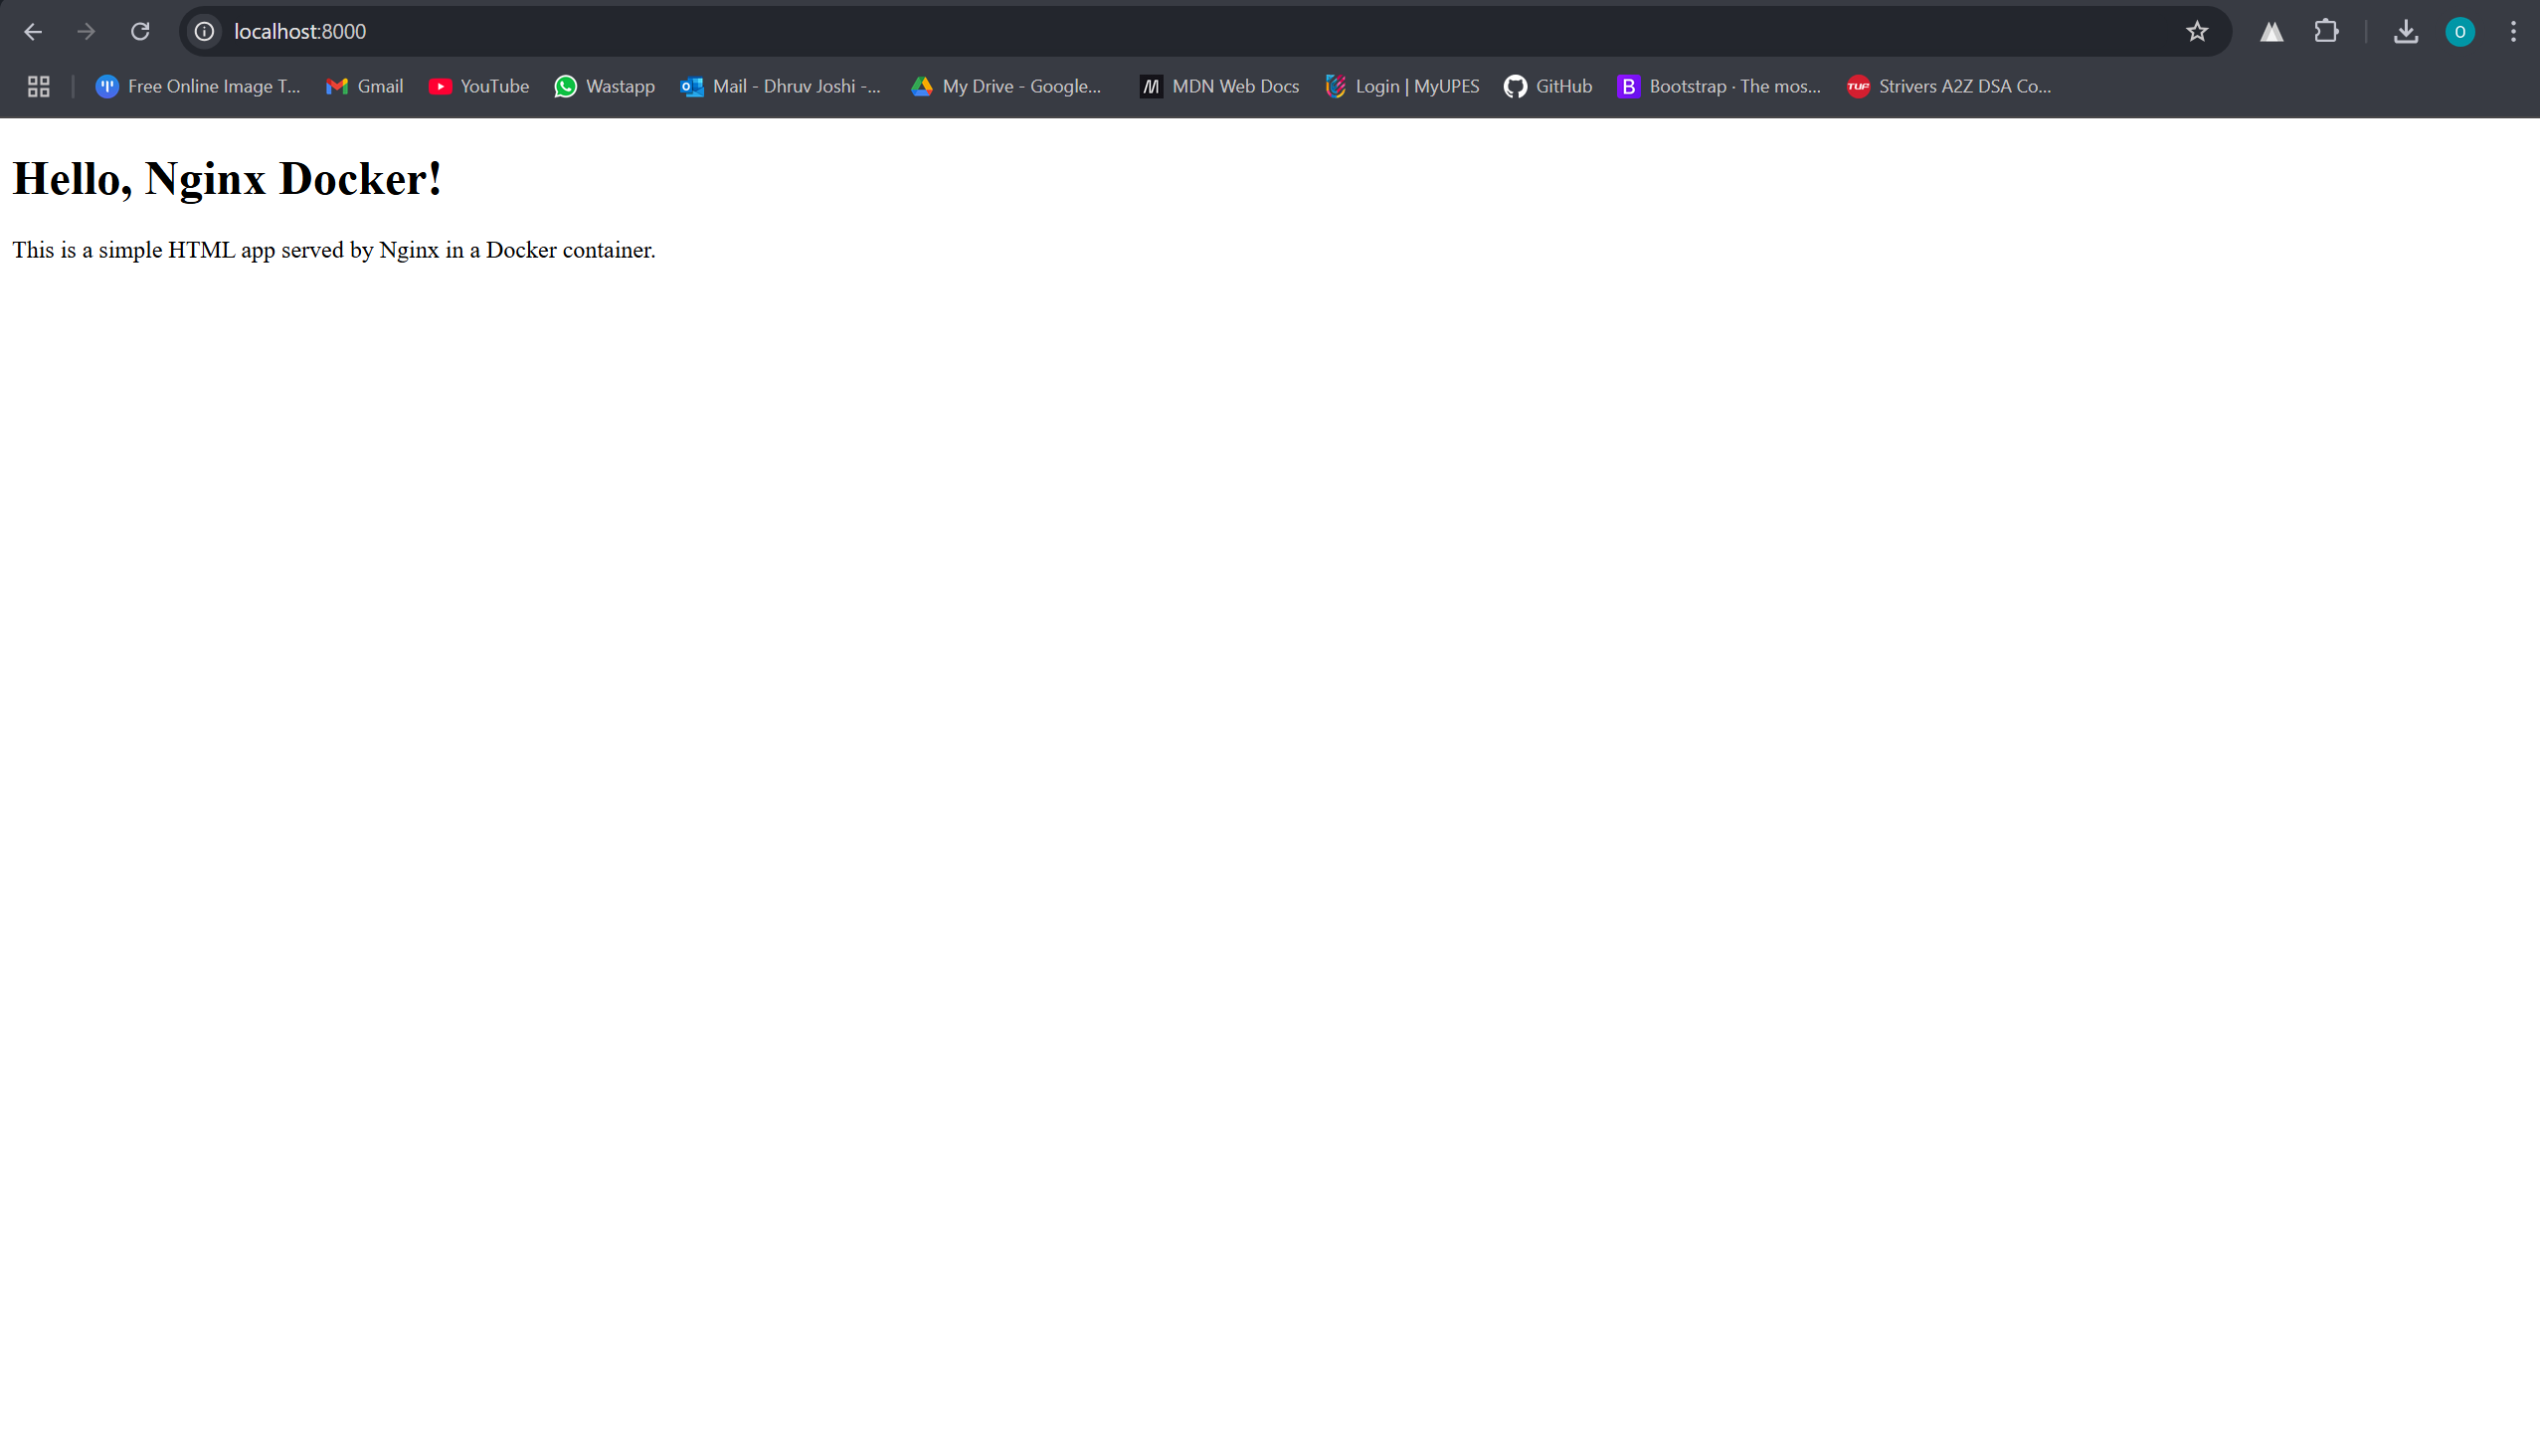 localhost:8000
Free Online Image T... Gmail YouTube Wastapp Mail - Dhruv Joshi -... My Drive - Google... MDN Web Docs Login | MyUPES GitHub Bootstrap · The mos... Strivers A2Z DSA Co...
Hello, Nginx Docker!
This is a simple HTML app served by Nginx in a Docker container.